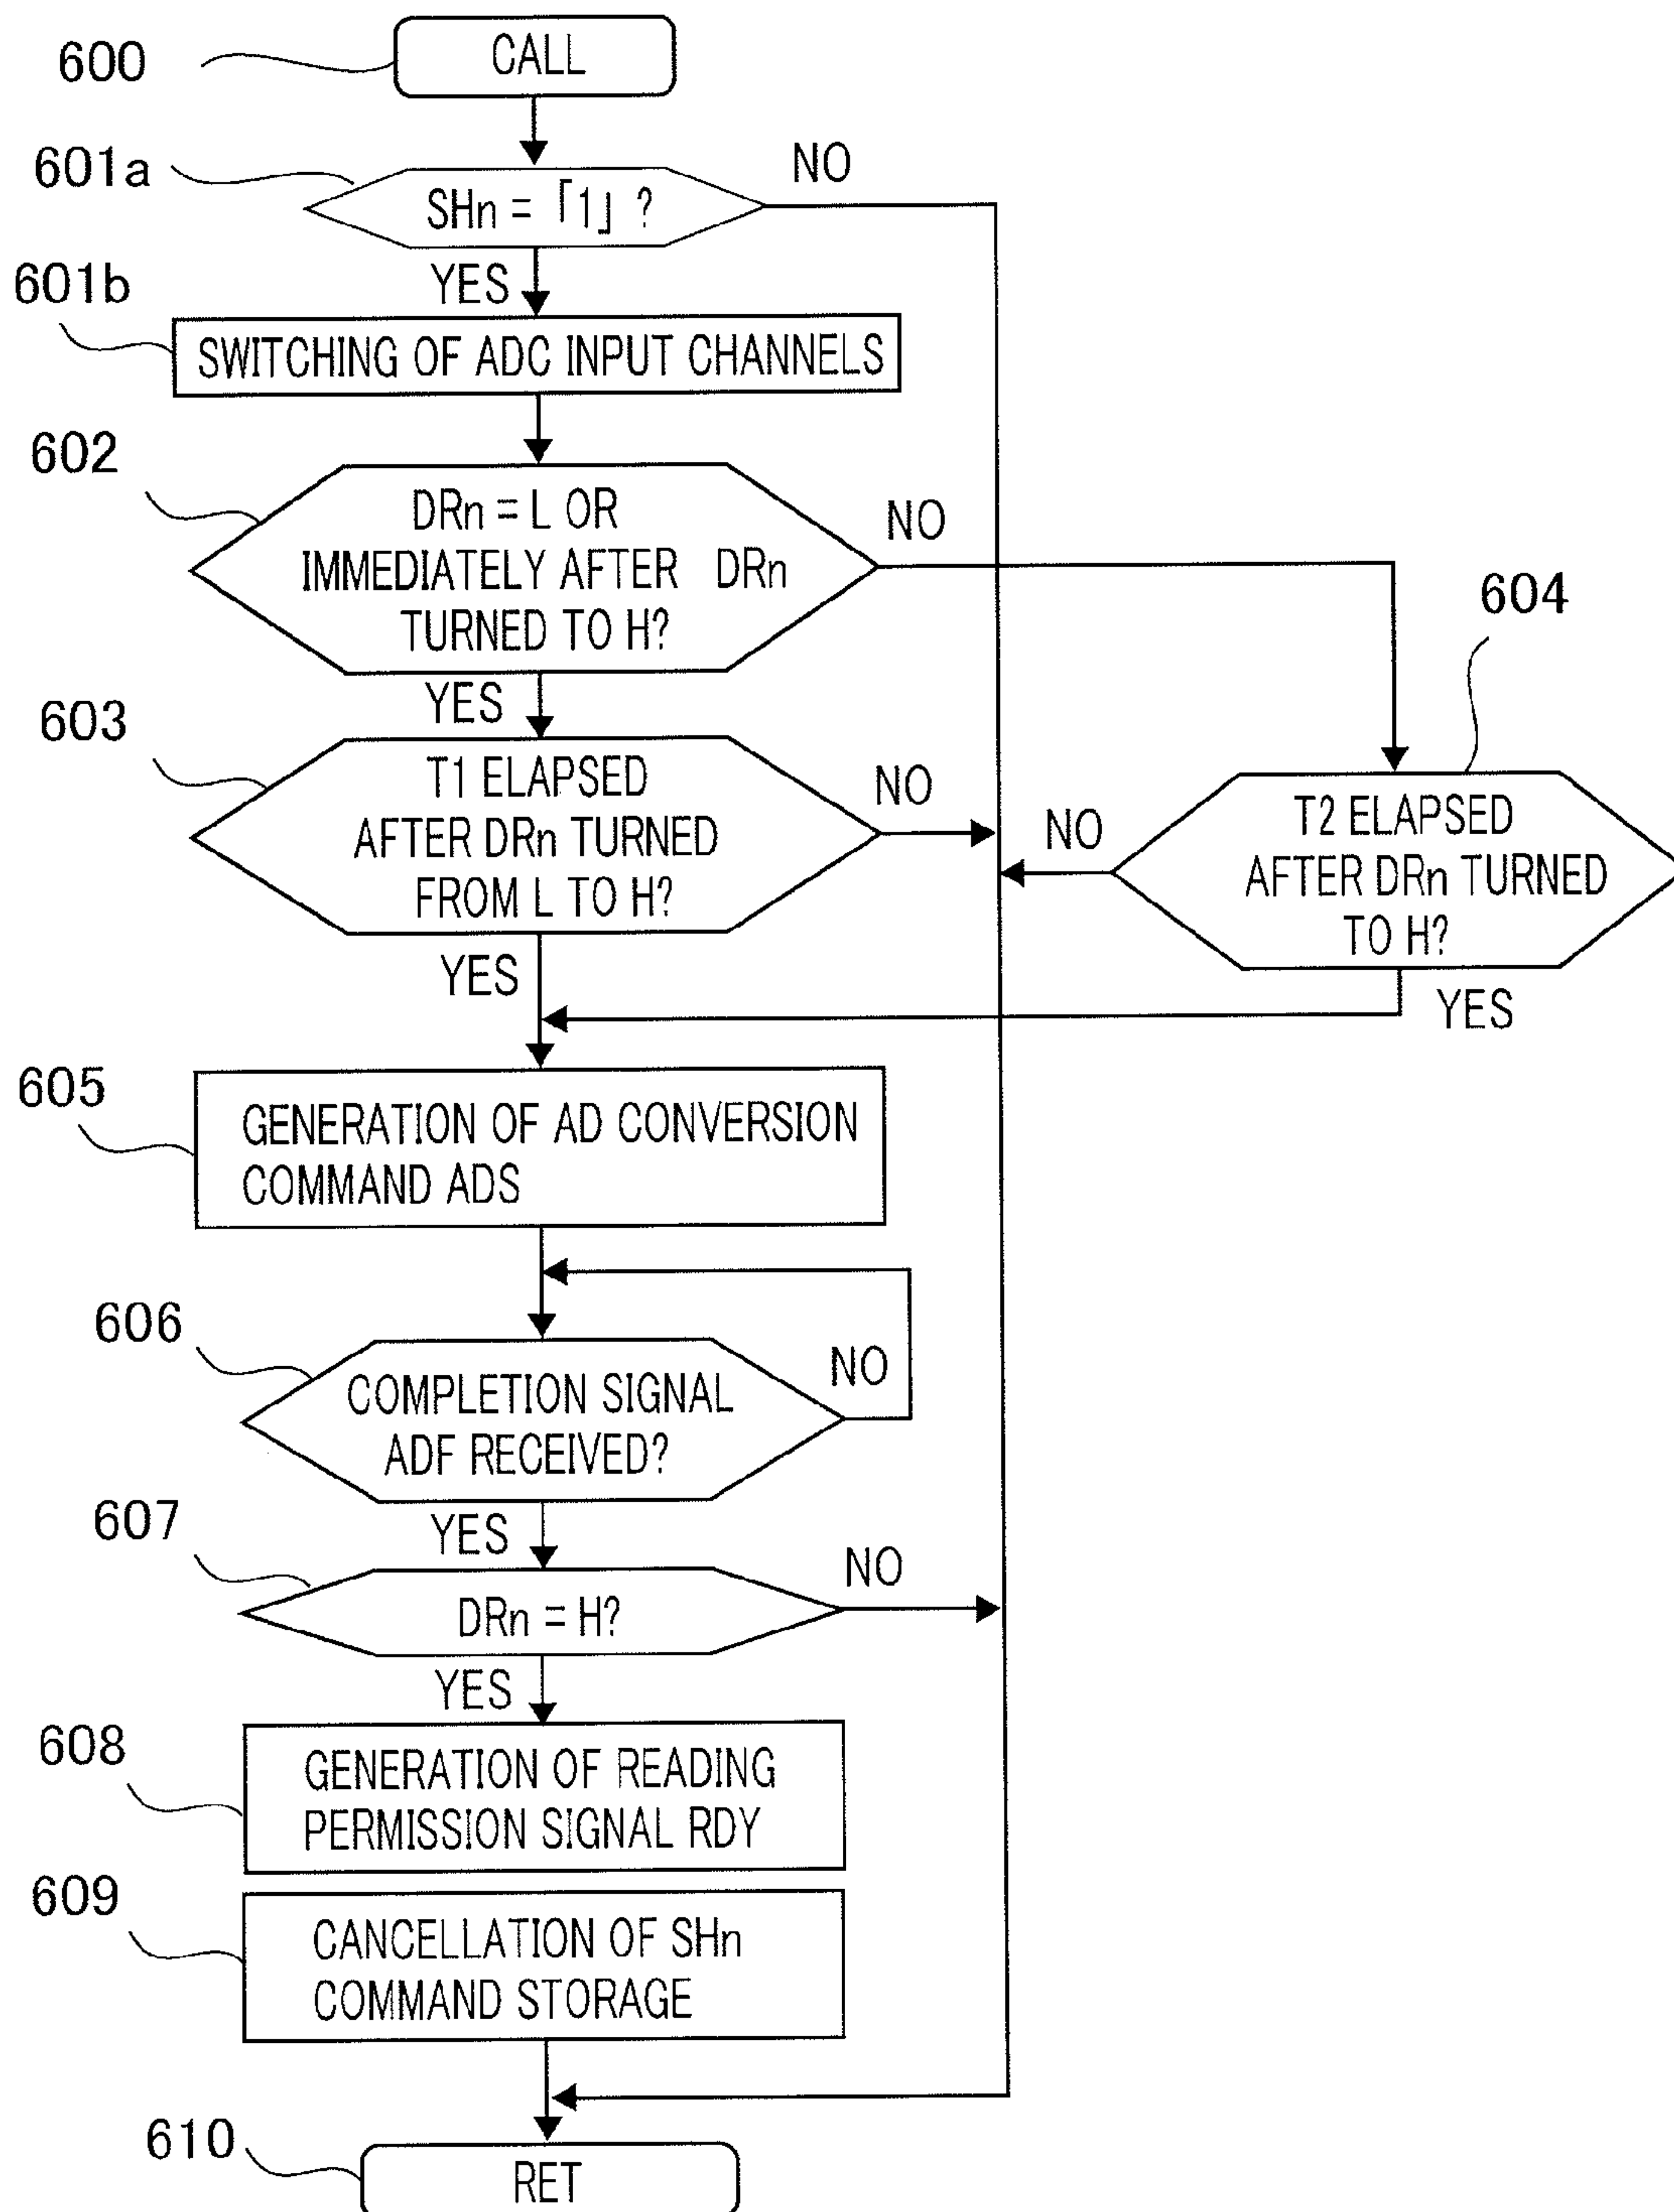 600
CALL
601a
SHn = 「1」 ?
NO
YES
601b
SWITCHING OF ADC INPUT CHANNELS
602
DRn = L OR
IMMEDIATELY AFTER DRn
TURNED TO H?
NO
YES
603
T1 ELAPSED
AFTER DRn TURNED
FROM L TO H?
NO
YES
604
T2 ELAPSED
AFTER DRn TURNED
TO H?
NO
YES
605
GENERATION OF AD CONVERSION
COMMAND ADS
606
COMPLETION SIGNAL
ADF RECEIVED?
NO
YES
607
DRn = H?
NO
YES
608
GENERATION OF READING
PERMISSION SIGNAL RDY
609
CANCELLATION OF SHn
COMMAND STORAGE
610
RET